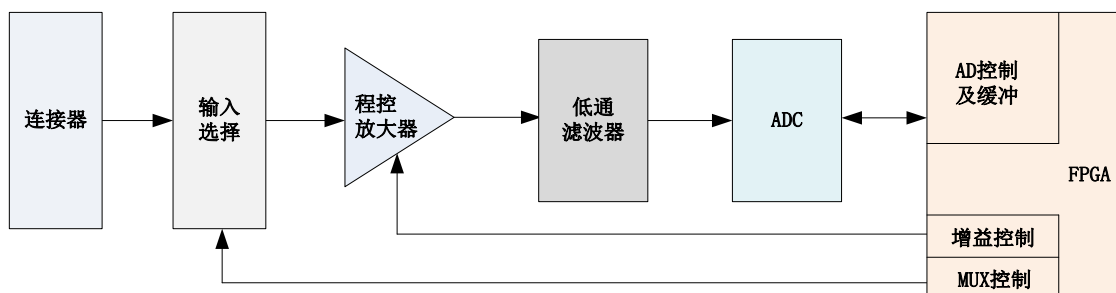 连接器
输入
选择
程控
放大器
低通
滤波器
ADC
AD控制
及缓冲
FPGA
增益控制
MUX控制